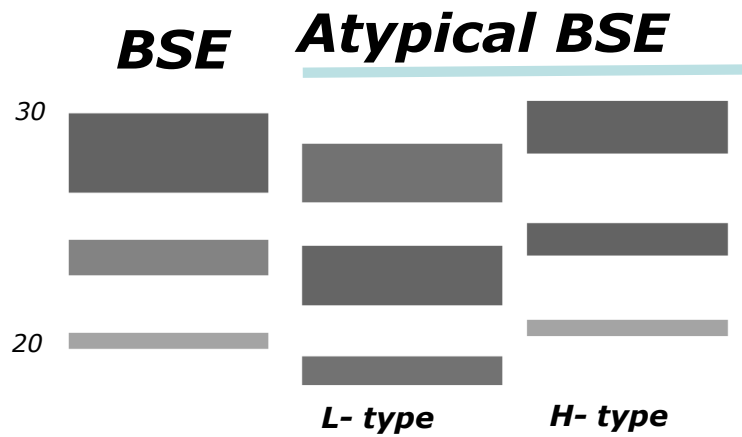 BSE
Atypical BSE
30
20
L- type
H- type